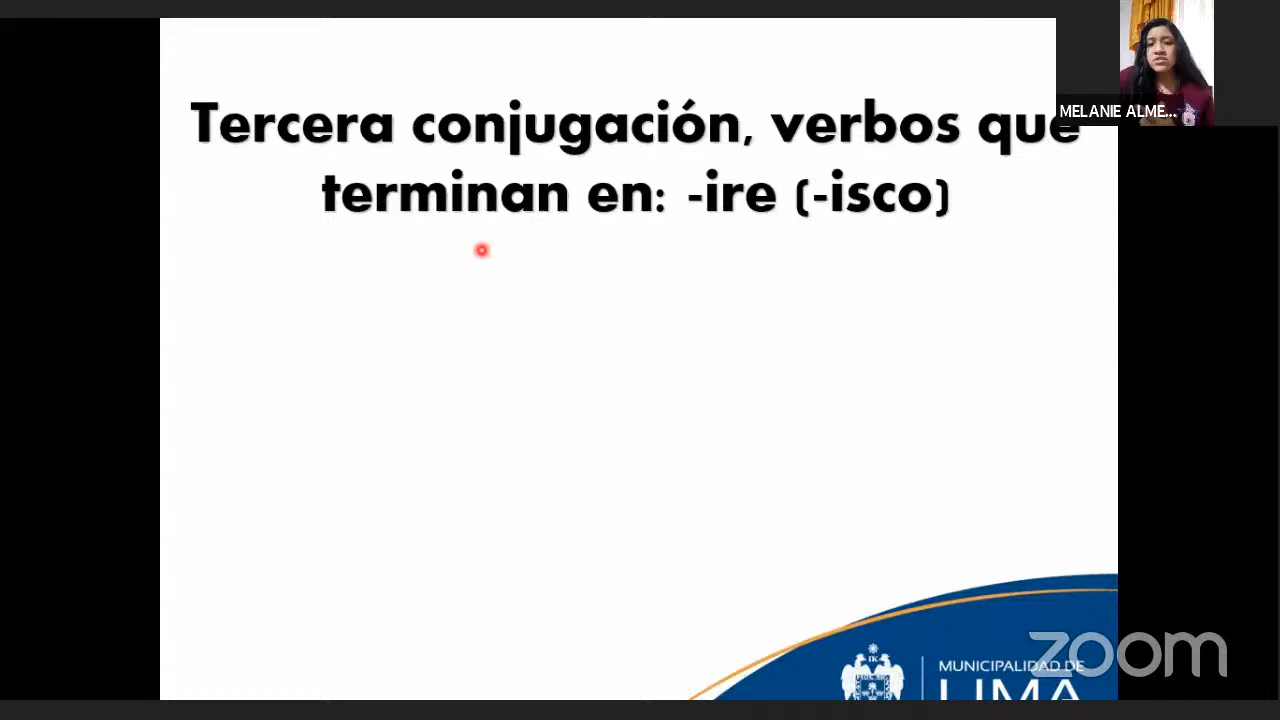 Tercera conjugación, verbos que
terminan en: -ire (-isco)
MELANIE ALME...
MUNICIPALIDAD DE
LIMA
zoom